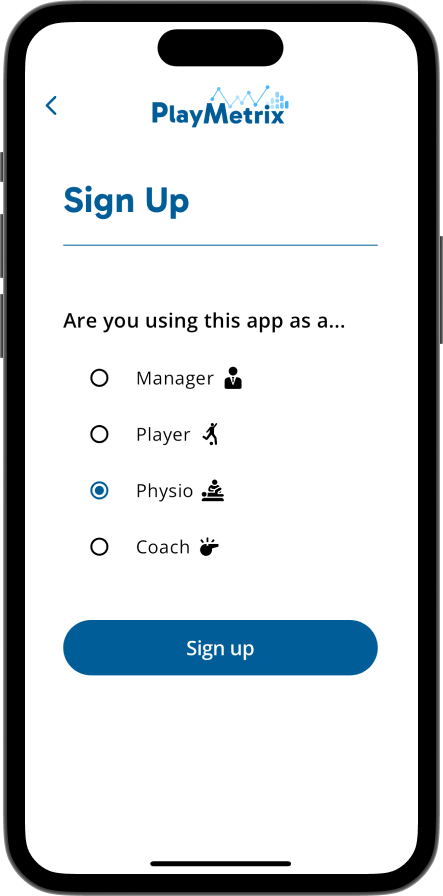 PlayMetrix
Sign Up
Are you using this app as a...
Manager
Player
Physio
Coach
Sign up